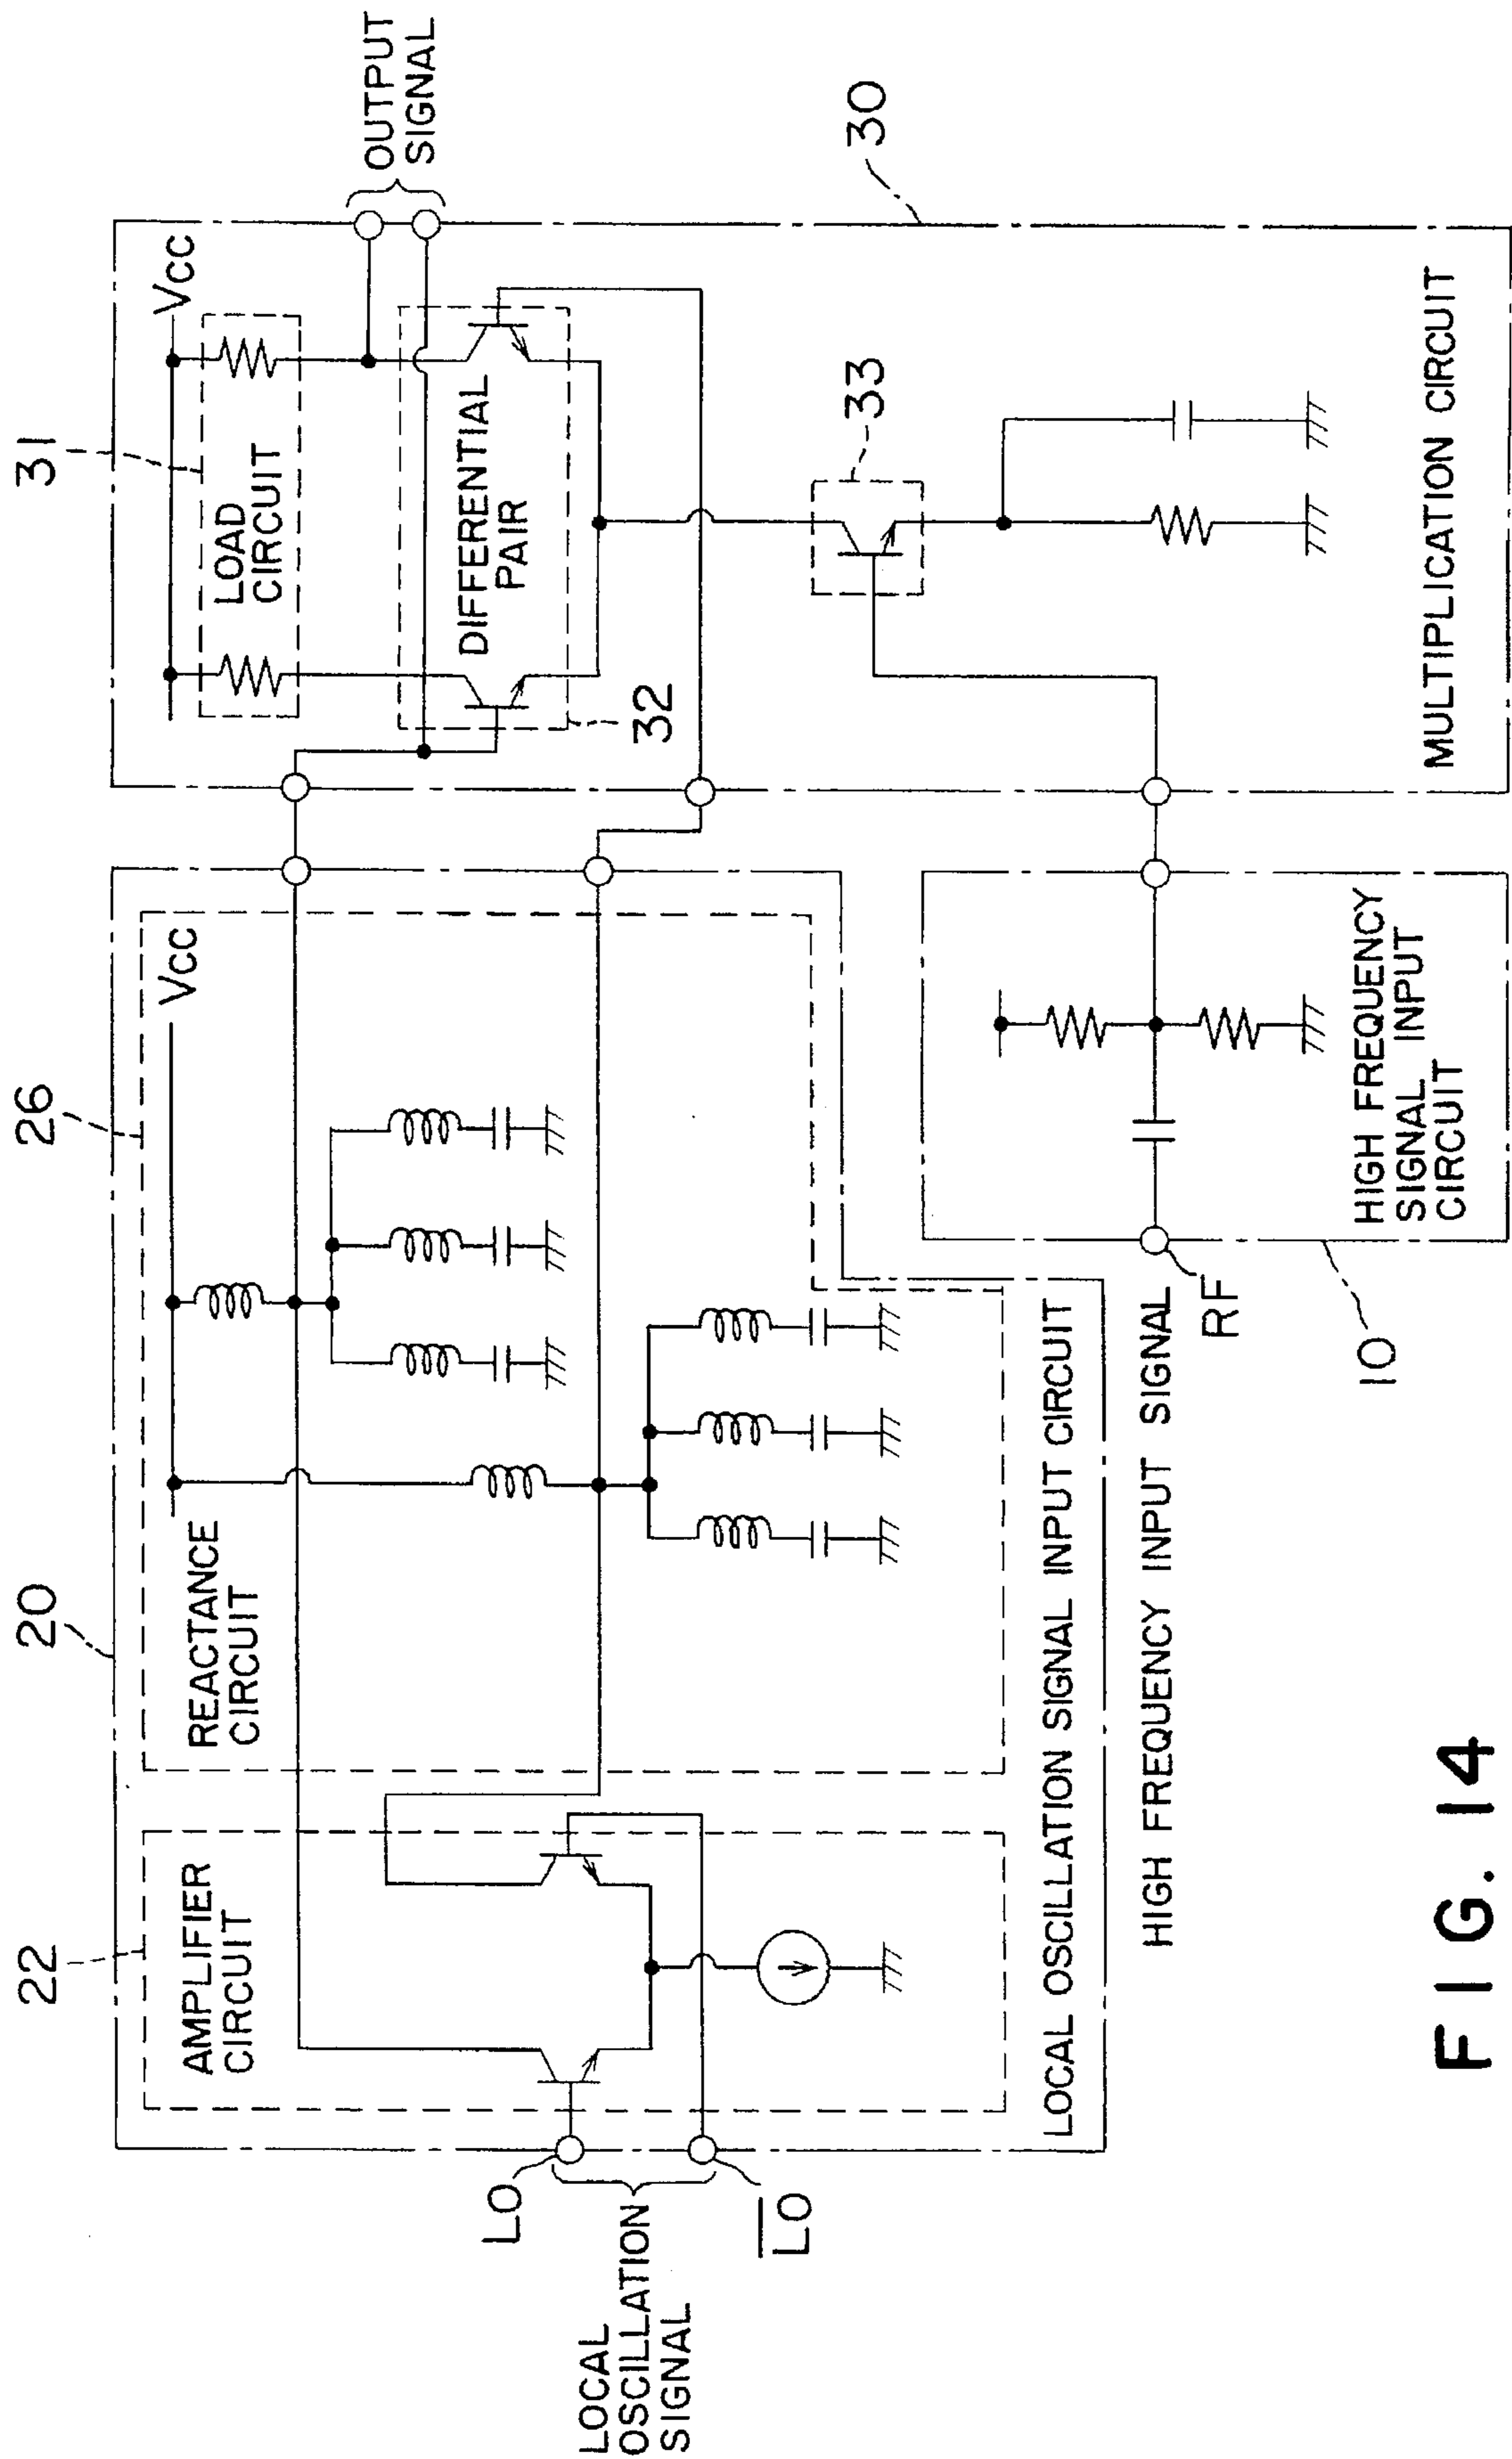 20
26
31
22
AMPLIFIER
CIRCUIT
REACTANCE
CIRCUIT
Vcc
Vcc
LOAD
CIRCUIT
OUTPUT
SIGNAL
DIFFERENTIAL
PAIR
32
33
30
LO
LO
LOCAL
OSCILLATION
SIGNAL
LOCAL OSCILLATION SIGNAL INPUT CIRCUIT
HIGH FREQUENCY INPUT SIGNAL
RF
10
HIGH FREQUENCY
SIGNAL INPUT
CIRCUIT
MULTIPLICATION CIRCUIT
FIG. 14